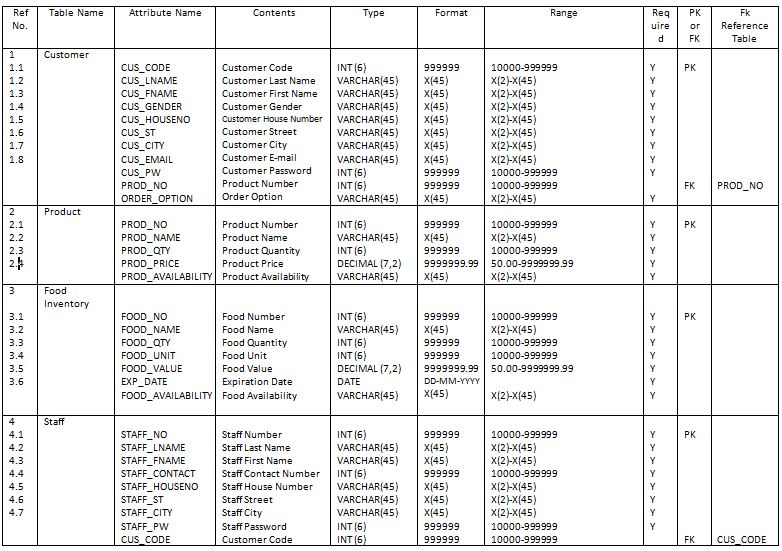 Ref No. Table Name Attribute Name Contents Type Format Range Required PK or FK Fk Reference Table
1 Customer
1.1 CUS_CODE Customer Code INT(6) 999999 10000-999999 Y PK
1.2 CUS_LNAME Customer Last Name VARCHAR(45) X(45) X(2)-X(45) Y
1.3 CUS_FNAME Customer First Name VARCHAR(45) X(45) X(2)-X(45) Y
1.4 CUS_GENDER Customer Gender VARCHAR(45) X(45) X(2)-X(45) Y
1.5 CUS_HOUSENO Customer House Number VARCHAR(45) X(45) X(2)-X(45) Y
1.6 CUS_ST Customer Street VARCHAR(45) X(45) X(2)-X(45) Y
1.7 CUS_CITY Customer City VARCHAR(45) X(45) X(2)-X(45) Y
1.8 CUS_EMAIL Customer E-mail VARCHAR(45) X(45) X(2)-X(45) Y
CUS_PW Customer Password INT(6) 999999 10000-999999 Y
PROD_NO Product Number INT(6) 999999 10000-999999 FK PROD_NO
ORDER_OPTION Order Option VARCHAR(45) X(45) X(2)-X(45) Y
2 Product
2.1 PROD_NO Product Number INT(6) 999999 10000-999999 Y PK
2.2 PROD_NAME Product Name VARCHAR(45) X(45) X(2)-X(45) Y
2.3 PROD_QTY Product Quantity INT(6) 999999 10000-999999 Y
2.4 PROD_PRICE Product Price DECIMAL (7,2) 9999999.99 50.00-9999999.99 Y
PROD_AVAILABILITY Product Availability VARCHAR(45) X(45) X(2)-X(45) Y
3 Food Inventory
3.1 FOOD_NO Food Number INT(6) 999999 10000-999999 Y PK
3.2 FOOD_NAME Food Name VARCHAR(45) X(45) X(2)-X(45) Y
3.3 FOOD_QTY Food Quantity INT(6) 999999 10000-999999 Y
3.4 FOOD_UNIT Food Unit INT(6) 999999 10000-999999 Y
3.5 FOOD_VALUE Food Value DECIMAL (7,2) 9999999.99 50.00-9999999.99 Y
3.6 EXP_DATE Expiration Date DATE DD-MM-YYYY Y
FOOD_AVAILABILITY Food Availability VARCHAR(45) X(45) X(2)-X(45) Y
4 Staff
4.1 STAFF_NO Staff Number INT(6) 999999 10000-999999 Y PK
4.2 STAFF_LNAME Staff Last Name VARCHAR(45) X(45) X(2)-X(45) Y
4.3 STAFF_FNAME Staff First Name VARCHAR(45) X(45) X(2)-X(45) Y
4.4 STAFF_CONTACT Staff Contact Number INT(6) 999999 10000-999999 Y
4.5 STAFF_HOUSENO Staff House Number VARCHAR(45) X(45) X(2)-X(45) Y
4.6 STAFF_ST Staff Street VARCHAR(45) X(45) X(2)-X(45) Y
4.7 STAFF_CITY Staff City VARCHAR(45) X(45) X(2)-X(45) Y
STAFF_PW Staff Password INT(6) 999999 10000-999999 Y
CUS_CODE Customer Code INT(6) 999999 10000-999999 FK CUS_CODE